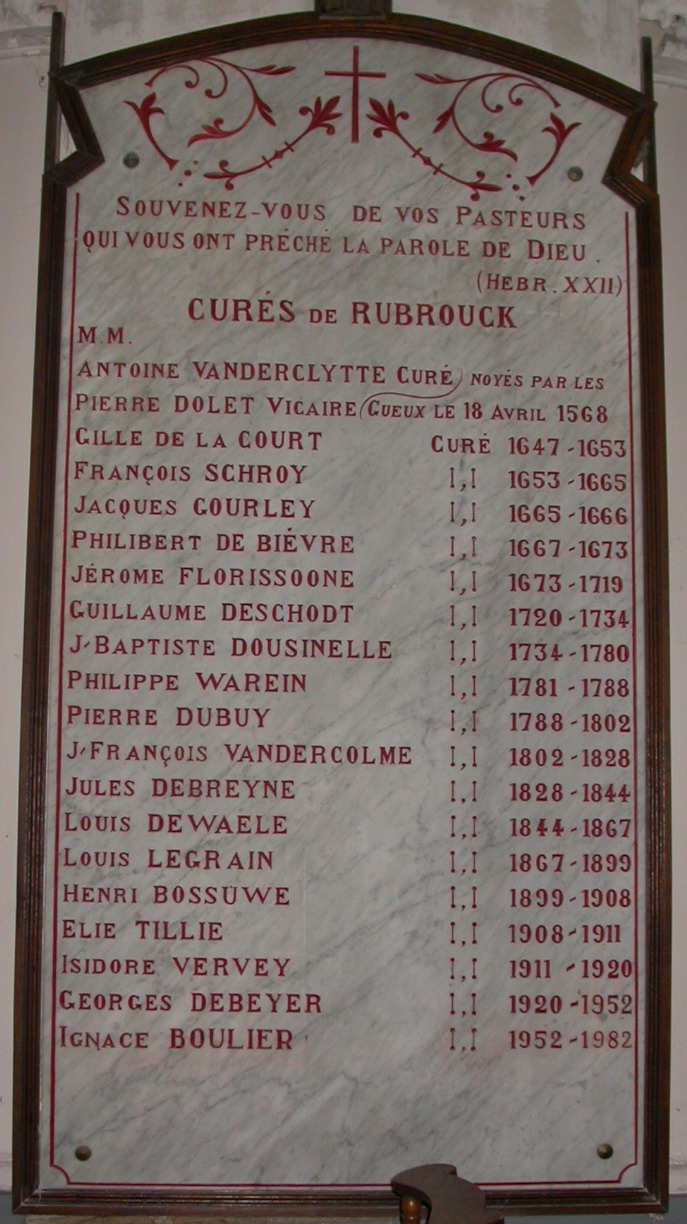 SOUVENEZ-VOUS DE VOS PASTEURS
QUI VOUS ONT PRÉCHÉ LA PAROLE DE DIEU.
(HEBR. XXII)
CURÉS DE RUBROUCK
M.M.
ANTOINE VANDERCLYTTE CURÉ) NOYÉS PAR LES
PIERRE DOLET VICAIRE (GUEUX LE 18 AVRIL 1568
GILLE DE LA COURT CURÉ 1647-1653
FRANÇOIS SCHROY I,I 1653-1665
JACQUES GOURLEY I,I 1665-1666
PHILIBERT DE BIÉVRE I,I 1667-1673
JÉROME FLORISSOONE I,I 1673-1719
GUILLAUME DESCHODT I,I 1720-1734
J-BAPTISTE DOUSINELLE I,I 1734-1780
PHILIPPE WAREIN I,I 1781-1788
PIERRE DUBUY I,I 1788-1802
J-FRANÇOIS VANDERCOLME I,I 1802-1828
JULES DEBREYNE I,I 1828-1844
LOUIS DEWAELE I,I 1844-1867
LOUIS LEGRAIN I,I 1867-1899
HENRI BOSSUWE I,I 1899-1908
ELIE TILLIE I,I 1908-1911
ISIDORE VERVEY I,I 1911-1920
GEORGES DEBEYER I,I 1920-1952
IGNACE BOULIER I,I 1952-1982